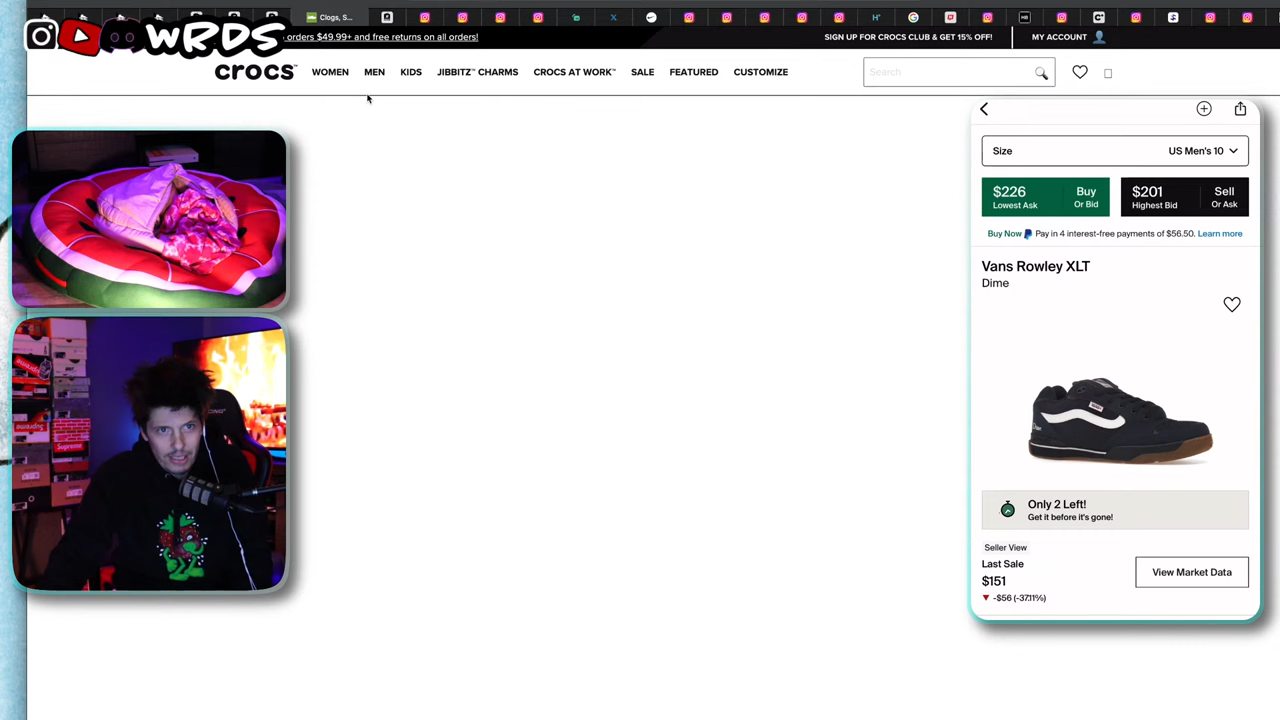 Clogs, S...
WRDS
orders $49.99+ and free returns on all orders!
SIGN UP FOR CROCS CLUB & GET 15% OFF!
MY ACCOUNT
crocs™
WOMEN
MEN
KIDS
JIBBITZ™ CHARMS
CROCS AT WORK™
SALE
FEATURED
CUSTOMIZE
Search
Size
US Men's 10
$226
Lowest Ask
Buy
Or Bid
$201
Highest Bid
Sell
Or Ask
Buy Now Pay in 4 interest-free payments of $56.50. Learn more
Vans Rowley XLT
Dime
Only 2 Left!
Get it before it's gone!
Seller View
Last Sale
$151
-$56 (-37.11%)
View Market Data
Supreme